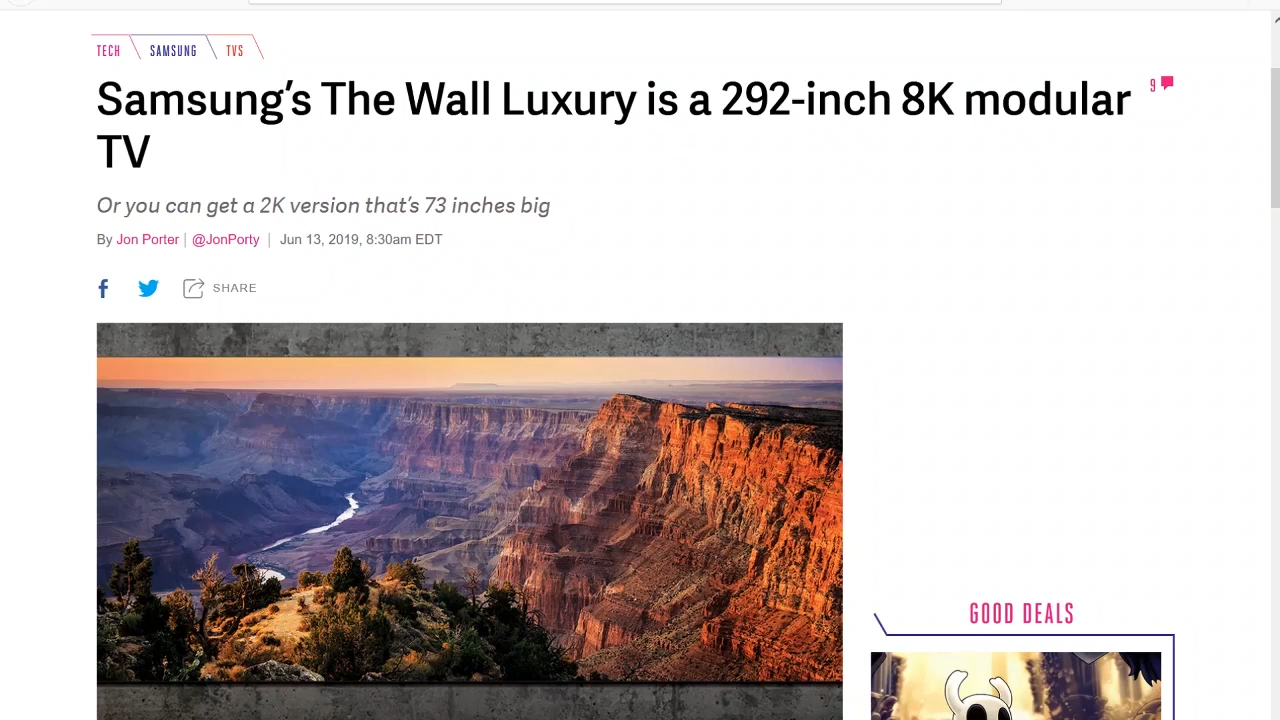 TECH SAMSUNG TVS
Samsung's The Wall Luxury is a 292-inch 8K modular
TV
9
Or you can get a 2K version that's 73 inches big
By Jon Porter | @JonPorty | Jun 13, 2019, 8:30am EDT
SHARE
GOOD DEALS